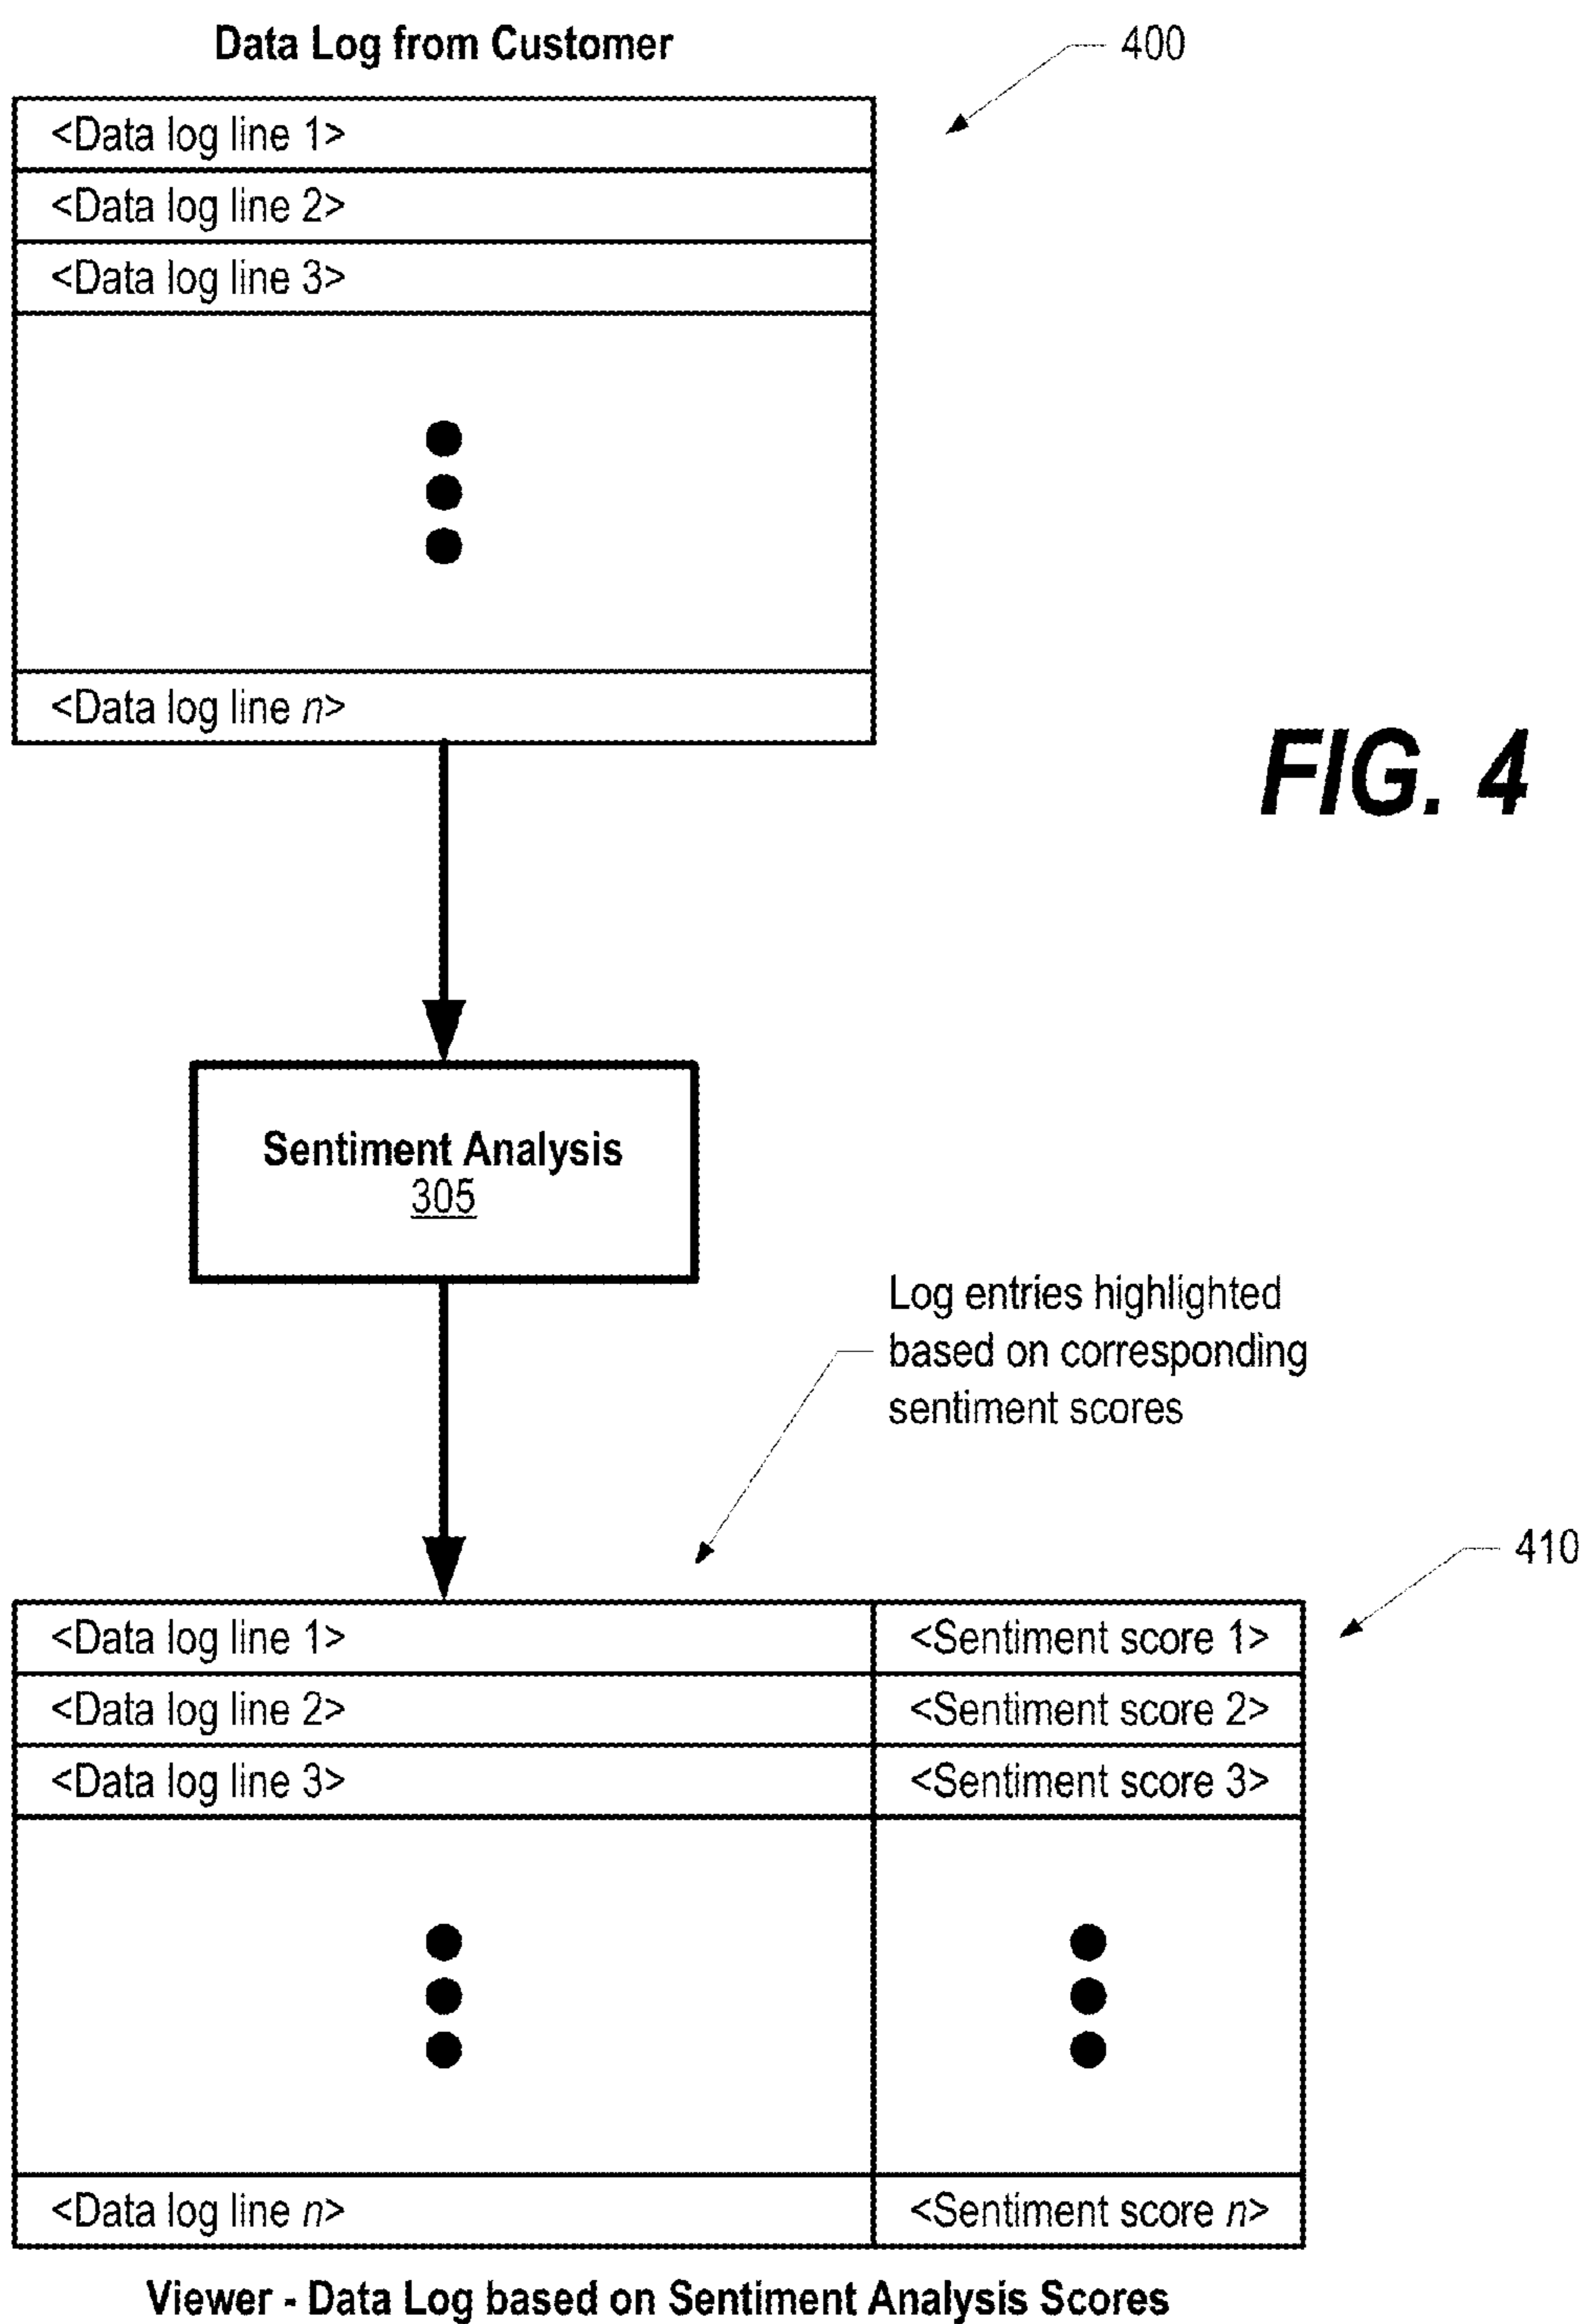 Data Log from Customer
400
<Data log line 1>
<Data log line 2>
<Data log line 3>
<Data log line n>
FIG. 4
Sentiment Analysis
305
Log entries highlighted
based on corresponding
sentiment scores
410
<Data log line 1> <Sentiment score 1>
<Data log line 2> <Sentiment score 2>
<Data log line 3> <Sentiment score 3>
<Data log line n> <Sentiment score n>
Viewer - Data Log based on Sentiment Analysis Scores